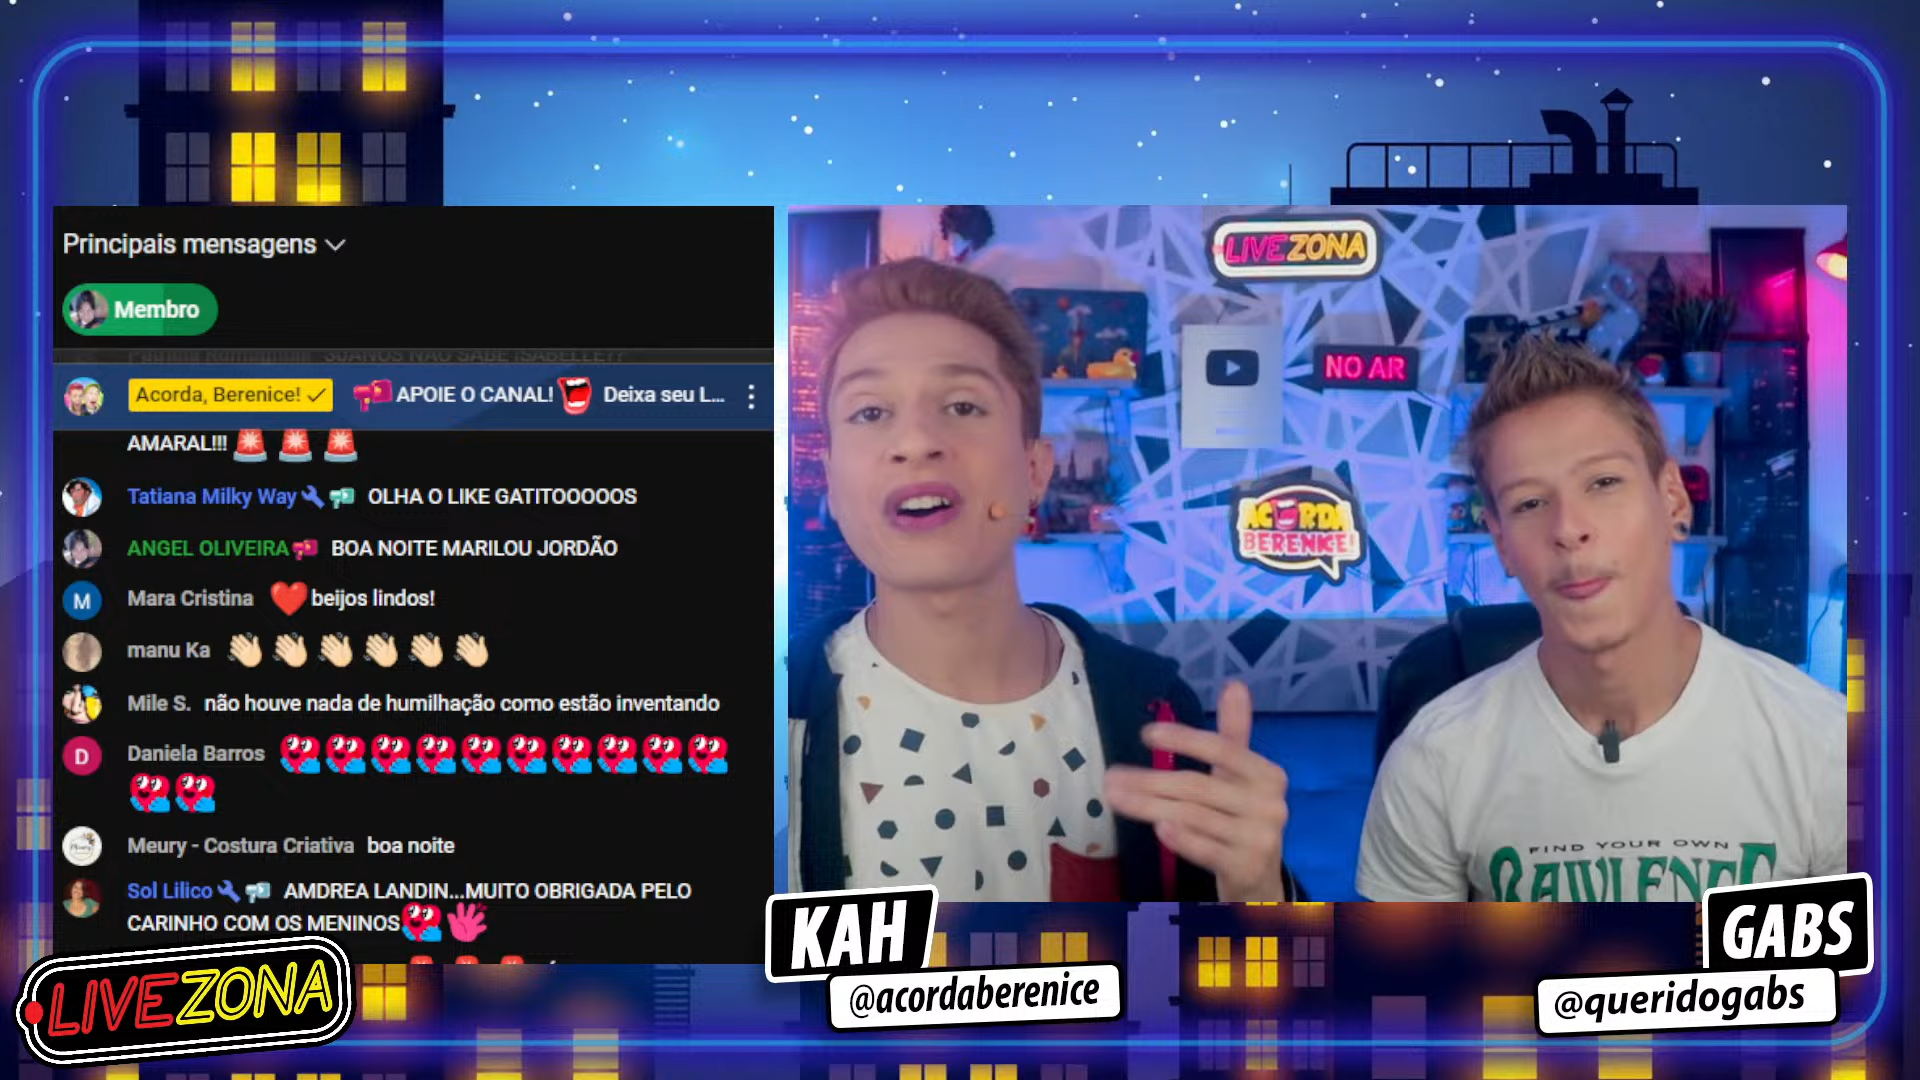 Principais mensagens
Membro
Acorda, Berenice! APOIE O CANAL! Deixa seu L...
AMARAL!!!
Tatiana Milky Way OLHA O LIKE GATITOOOOOS
ANGEL OLIVEIRA BOA NOITE MARILOU JORDÃO
M Mara Cristina beijos lindos!
manu Ka
Mile S. não houve nada de humilhação como estão inventando
D Daniela Barros
Meury - Costura Criativa boa noite
Sol Lilico AMDREA LANDIN...MUITO OBRIGADA PELO
CARINHO COM OS MENINOS
LIVEZONA
LIVEZONA
NO AR
ACORDA
BERENICE!
FIND YOUR OWN
KAH
@acordaberenice
GABS
@queridogabs